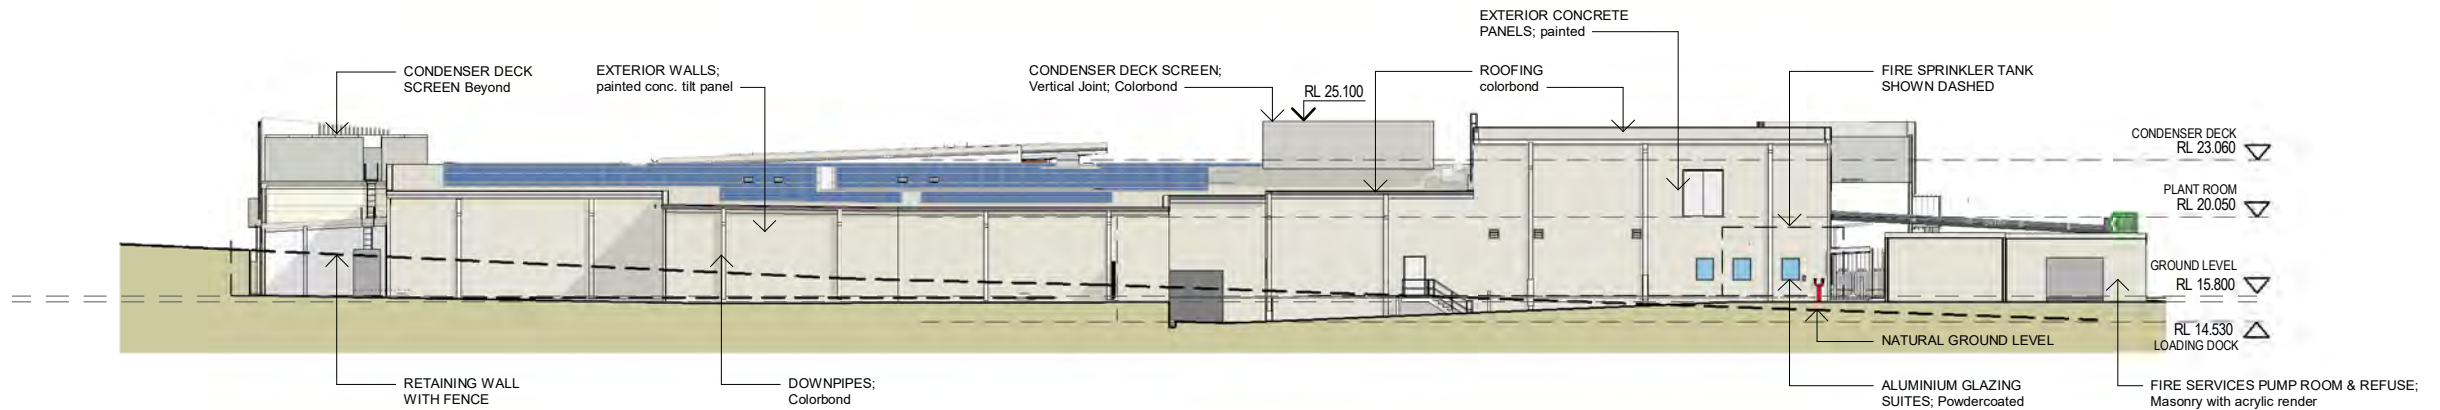 EXTERIOR CONCRETE
PANELS; painted
CONDENSER DECK
SCREEN Beyond
EXTERIOR WALLS;
painted conc. tilt panel
CONDENSER DECK SCREEN;
Vertical Joint; Colorbond
RL 25.100
ROOFING
colorbond
FIRE SPRINKLER TANK
SHOWN DASHED
CONDENSER DECK
RL 23.060
PLANT ROOM
RL 20.050
GROUND LEVEL
RL 15.800
RL 14.530
LOADING DOCK
NATURAL GROUND LEVEL
RETAINING WALL
WITH FENCE
DOWNPIPES;
Colorbond
ALUMINIUM GLAZING
SUITES; Powdercoated
FIRE SERVICES PUMP ROOM & REFUSE;
Masonry with acrylic render